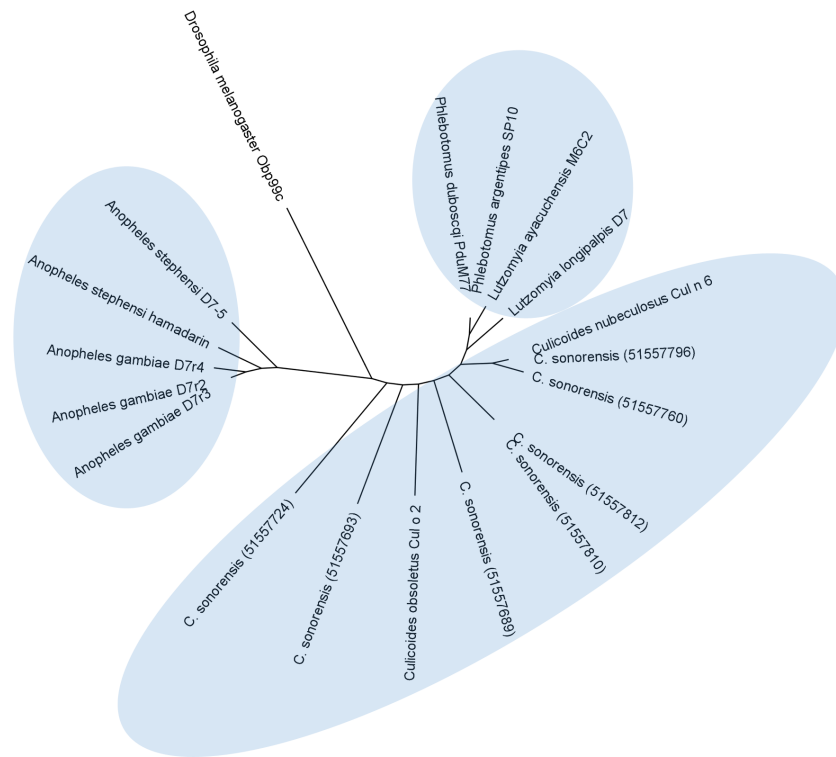 Drosophila melanogaster Obp99c
Phlebotomus duboscqi PduM7
Phlebotomus argentipes SP10
Lutzomyia ayacuchensis M6C2
Lutzomyia longipalpis D7
Anopheles stephensi D7-5
Anopheles stephensi hamadarin
Anopheles gambiae D7r4
Anopheles gambiae D7r2
Anopheles gambiae D7r3
Culicoides nubeculosus Cul n 6
C. sonorensis (51557796)
C. sonorensis (51557760)
C. sonorensis (51557812)
C. sonorensis (51557810)
C. sonorensis (51557689)
Culicoides obsoletus Cul o 2
C. sonorensis (51557693)
C. sonorensis (51557724)